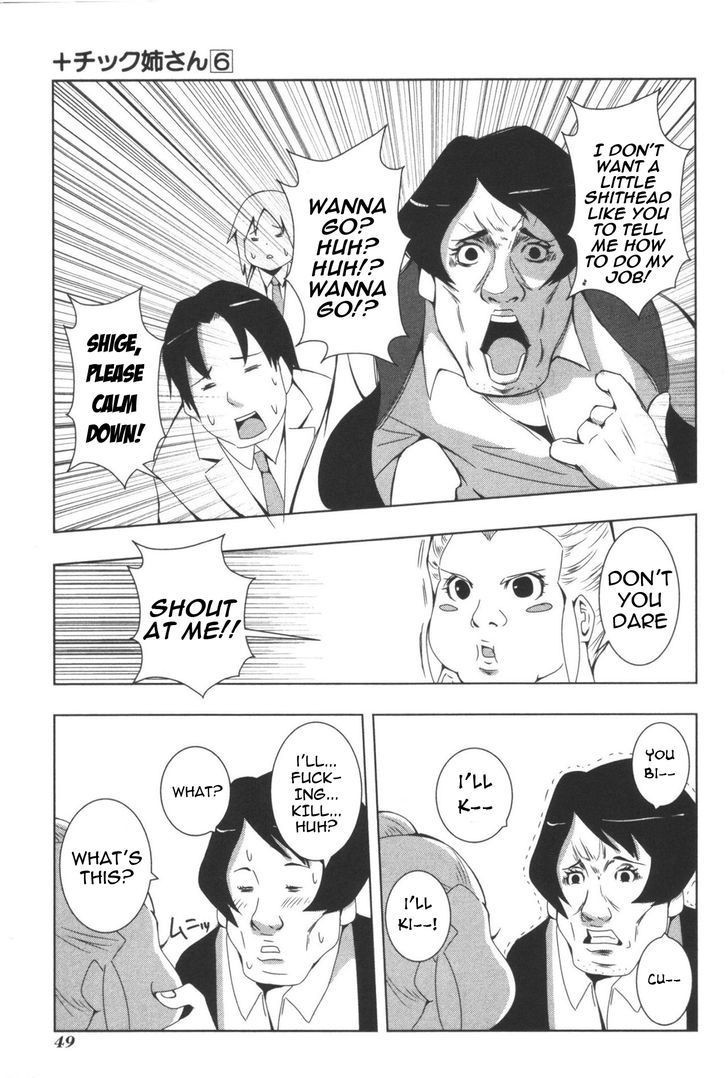 +チック姉さん6
I DON'T
WANT A
LITTLE
SHITHEAD
LIKE YOU
TO TELL
ME HOW
TO DO MY
JOB!
WANNA
GO?
HUH?
HUH!?
WANNA
GO!?
SHIGE,
PLEASE
CALM
DOWN!
DON'T
YOU
DARE
SHOUT
AT ME!!
YOU
BI--
I'LL
K--
I'LL
KI--!
CU--
I'LL...
FUCK-
ING...
KILL...
HUH?
WHAT?
WHAT'S
THIS?
ムニッ
49